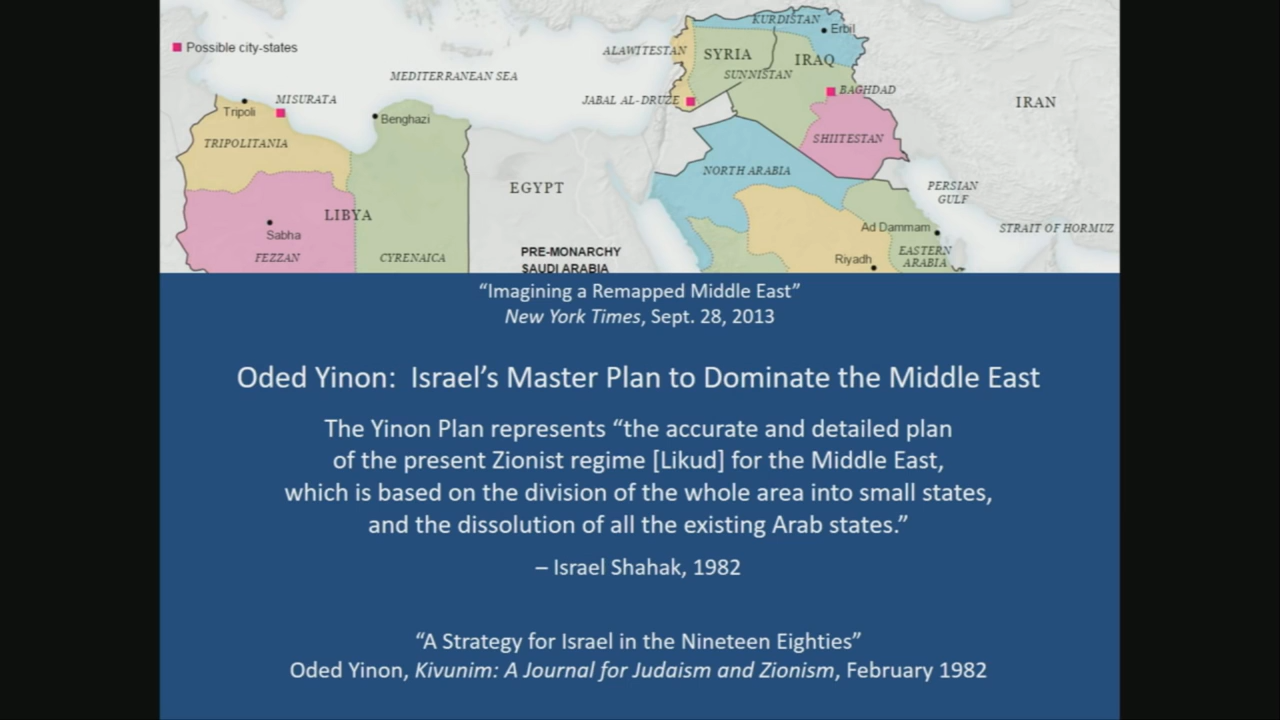 KURDISTAN
Erbil
Possible city-states
ALAWITESTAN
SYRIA
IRAQ
MEDITERRANEAN SEA
SUNNISTAN
JABAL AL-DRUZE
BAGHDAD
MISURATA
IRAN
Tripoli
Benghazi
TRIPOLITANIA
SHIITESTAN
NORTH ARABIA
EGYPT
PERSIAN
GULF
LIBYA
Ad Dammam
STRAIT OF HORMUZ
Sabha
EASTERN
ARABIA
FEZZAN
CYRENAICA
PRE-MONARCHY
SAUDI ARABIA
Riyadh
“Imagining a Remapped Middle East”
New York Times, Sept. 28, 2013
Oded Yinon: Israel’s Master Plan to Dominate the Middle East
The Yinon Plan represents “the accurate and detailed plan
of the present Zionist regime [Likud] for the Middle East,
which is based on the division of the whole area into small states,
and the dissolution of all the existing Arab states.”
– Israel Shahak, 1982
“A Strategy for Israel in the Nineteen Eighties”
Oded Yinon, Kivunim: A Journal for Judaism and Zionism, February 1982